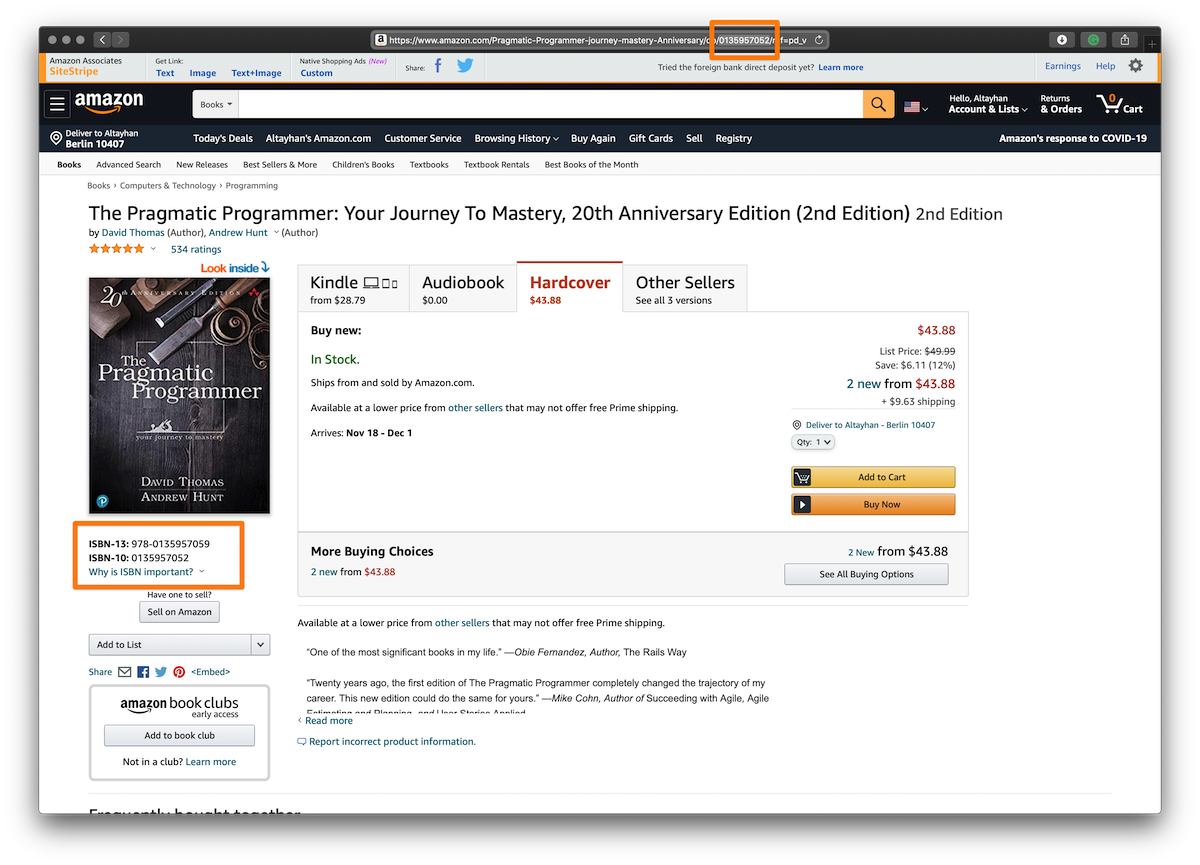 https://www.amazon.com/Pragmatic-Programmer-journey-mastery-Anniversary/dp/0135957052/ref=pd_v
Amazon Associates
SiteStripe
Get Link:
Text Image Text+Image
Native Shopping Ads (New)
Custom
Share:
Tried the foreign bank direct deposit yet? Learn more
Earnings Help
amazon
Books
Hello, Altayhan
Account & Lists
Returns
& Orders
0
Cart
Deliver to Altayhan
Berlin 10407
Today's Deals Altayhan's Amazon.com Customer Service Browsing History Buy Again Gift Cards Sell Registry
Amazon's response to COVID-19
Books Advanced Search New Releases Best Sellers & More Children's Books Textbooks Textbook Rentals Best Books of the Month
Books › Computers & Technology › Programming
The Pragmatic Programmer: Your Journey To Mastery, 20th Anniversary Edition (2nd Edition) 2nd Edition
by David Thomas (Author), Andrew Hunt (Author)
534 ratings
Look inside
20th ANNIVERSARY EDITION
The
Pragmatic
Programmer
your journey to mastery
DAVID THOMAS
ANDREW HUNT
ISBN-13: 978-0135957059
ISBN-10: 0135957052
Why is ISBN important?
Have one to sell?
Sell on Amazon
Add to List
Share <Embed>
amazon book clubs
early access
Add to book club
Not in a club? Learn more
Kindle
from $28.79
Audiobook
$0.00
Hardcover
$43.88
Other Sellers
See all 3 versions
Buy new:
$43.88
In Stock.
List Price: $49.99
Save: $6.11 (12%)
Ships from and sold by Amazon.com.
2 new from $43.88
+ $9.63 shipping
Available at a lower price from other sellers that may not offer free Prime shipping.
Arrives: Nov 18 - Dec 1
Deliver to Altayhan - Berlin 10407
Qty: 1
Add to Cart
Buy Now
More Buying Choices
2 new from $43.88
2 New from $43.88
See All Buying Options
Available at a lower price from other sellers that may not offer free Prime shipping.
“One of the most significant books in my life.” —Obie Fernandez, Author, The Rails Way
“Twenty years ago, the first edition of The Pragmatic Programmer completely changed the trajectory of my
career. This new edition could do the same for yours.” —Mike Cohn, Author of Succeeding with Agile, Agile
Estimating and Planning, and User Stories Applied
‹ Read more
Report incorrect product information.
Frequently bought together